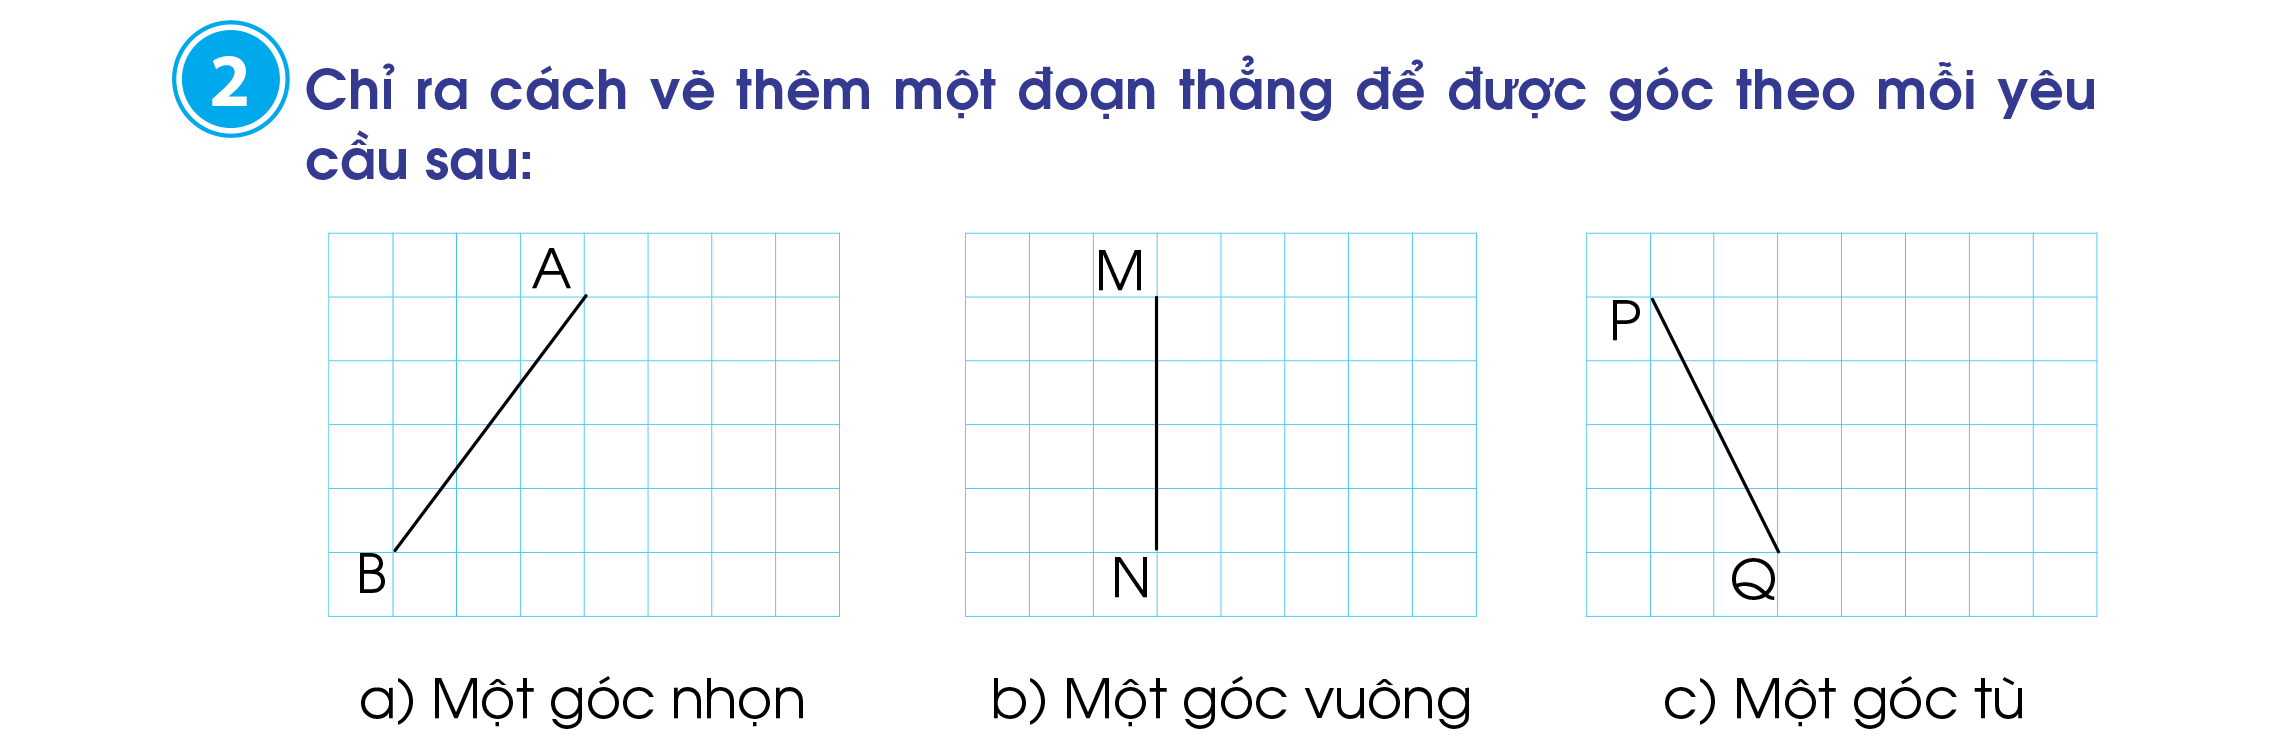 2 Chỉ ra cách vẽ thêm một đoạn thẳng để được góc theo mỗi yêu
cầu sau:
A
B
M
N
P
Q
a) Một góc nhọn
b) Một góc vuông
c) Một góc tù